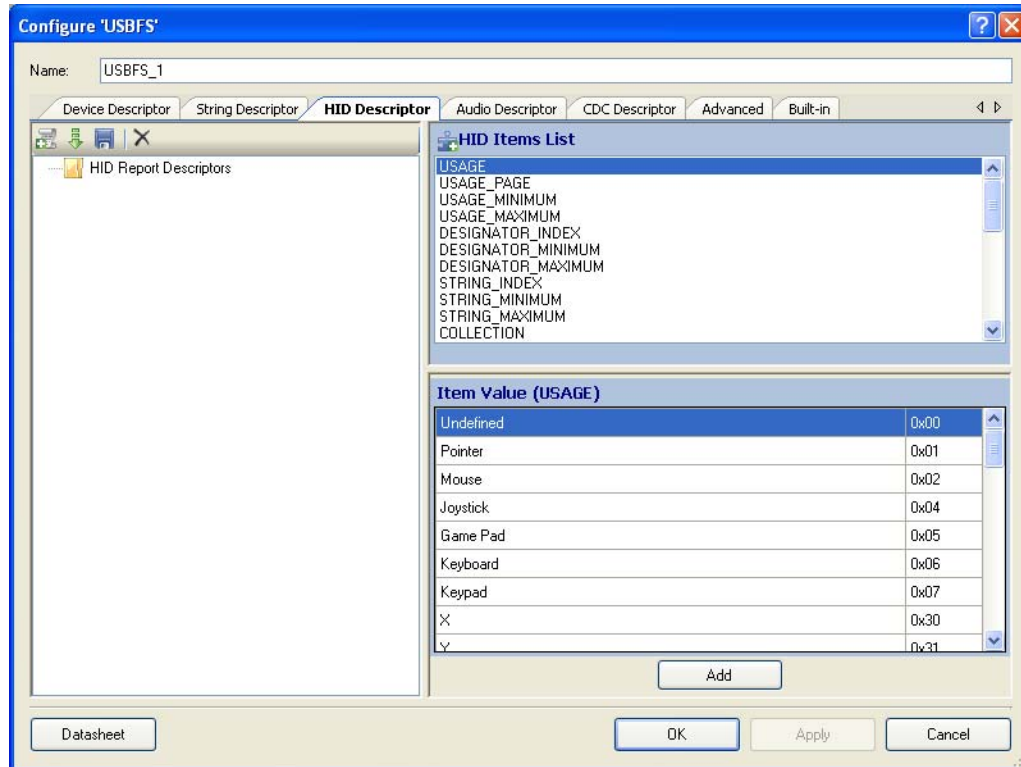 Configure 'USBFS'
Name: USBFS_1
Device Descriptor String Descriptor HID Descriptor Audio Descriptor CDC Descriptor Advanced Built-in
HID Report Descriptors
HID Items List
USAGE
USAGE_PAGE
USAGE_MINIMUM
USAGE_MAXIMUM
DESIGNATOR_INDEX
DESIGNATOR_MINIMUM
DESIGNATOR_MAXIMUM
STRING_INDEX
STRING_MINIMUM
STRING_MAXIMUM
COLLECTION
Item Value (USAGE)
Undefined 0x00
Pointer 0x01
Mouse 0x02
Joystick 0x04
Game Pad 0x05
Keyboard 0x06
Keypad 0x07
X 0x30
Y 0x31
Add
Datasheet OK Apply Cancel